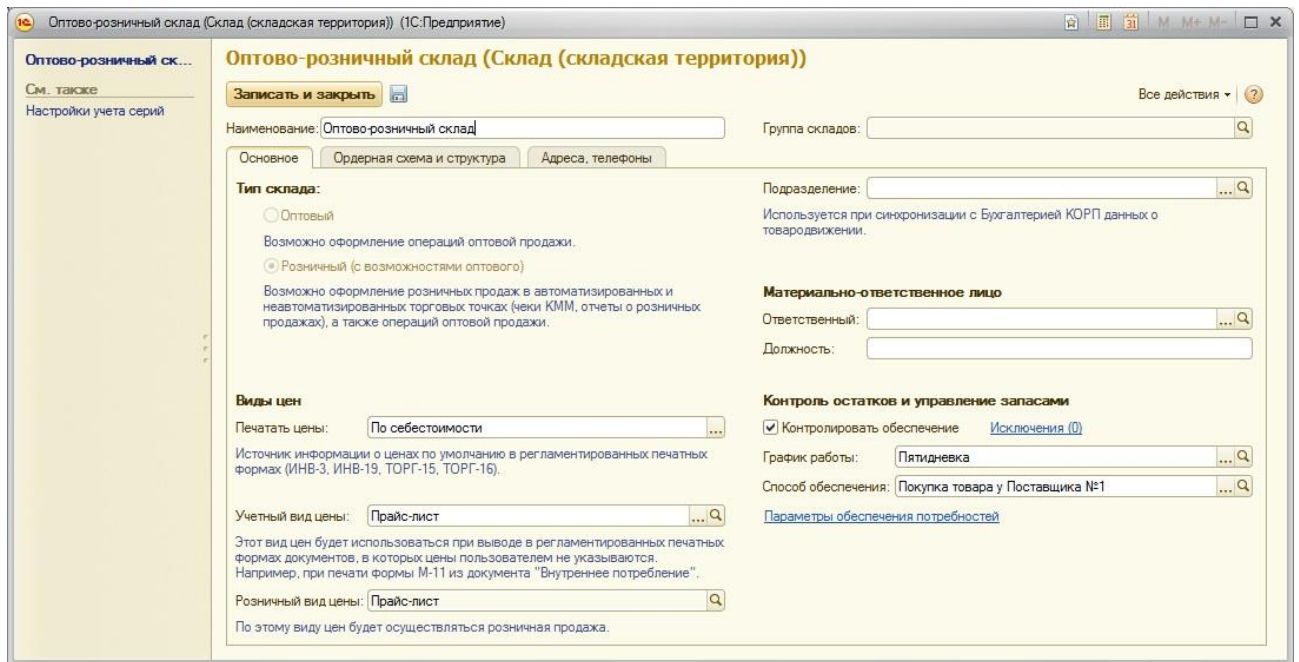 Оптово-розничный склад (Склад (складская территория)) (1С:Предприятие)
M M+ M-
Оптово-розничный ск...
См. также
Настройки учета серий
Оптово-розничный склад (Склад (складская территория))
Записать и закрыть
Все действия
Наименование: Оптово-розничный склад
Группа складов:
Основное
Ордерная схема и структура
Адреса, телефоны
Тип склада:
Оптовый
Возможно оформление операций оптовой продажи.
Розничный (с возможностями оптового)
Возможно оформление розничных продаж в автоматизированных и
неавтоматизированных торговых точках (чеки КММ, отчеты о розничных
продажах), а также операций оптовой продажи.
Виды цен
Печатать цены: По себестоимости ...
Источник информации о ценах по умолчанию в регламентированных печатных
формах (ИНВ-3, ИНВ-19, ТОРГ-15, ТОРГ-16).
Учетный вид цены: Прайс-лист ...
Этот вид цен будет использоваться при выводе в регламентированных печатных
формах документов, в которых цены пользователем не указываются.
Например, при печати формы М-11 из документа "Внутреннее потребление".
Розничный вид цены: Прайс-лист
По этому виду цен будет осуществляться розничная продажа.
Подразделение: ...
Используется при синхронизации с Бухгалтерией КОРП данных о
товародвижении.
Материально-ответственное лицо
Ответственный: ...
Должность:
Контроль остатков и управление запасами
Контролировать обеспечение Исключения (0)
График работы: Пятидневка ...
Способ обеспечения: Покупка товара у Поставщика №1 ...
Параметры обеспечения потребностей